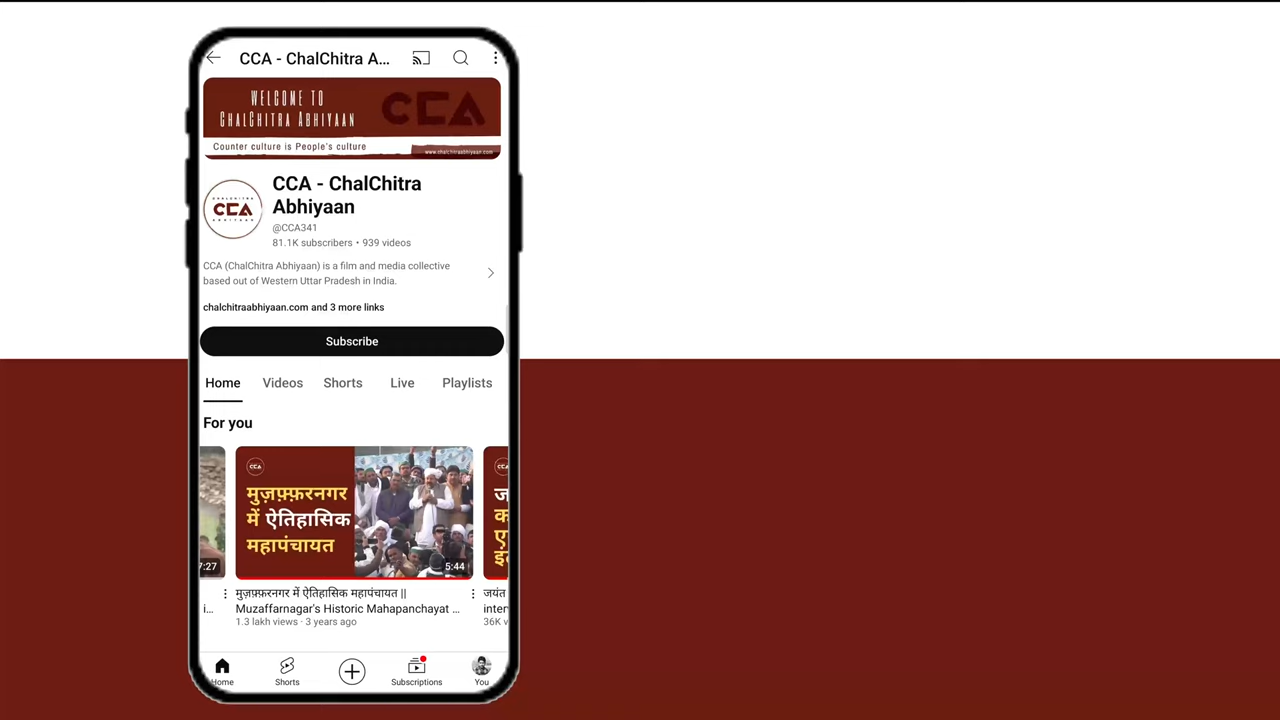 CCA - ChalChitra A...
WELCOME TO
CHALCHITRA ABHIYAAN
CCA
Counter culture is People's culture
www.chalchitraabhiyaan.com
CHALCHITRA
CCA
ABHIYAAN
CCA - ChalChitra
Abhiyaan
@CCA341
81.1K subscribers • 939 videos
CCA (ChalChitra Abhiyaan) is a film and media collective
based out of Western Uttar Pradesh in India.
chalchitraabhiyaan.com and 3 more links
Subscribe
Home Videos Shorts Live Playlists
For you
CCA
मुज़फ़्फ़रनगर
में ऐतिहासिक
महापंचायत
7:27
5:44
i...
मुज़फ़्फ़रनगर में ऐतिहासिक महापंचायत ||
Muzaffarnagar's Historic Mahapanchayat ...
1.3 lakh views · 3 years ago
जयंत
36K
Home Shorts Subscriptions You